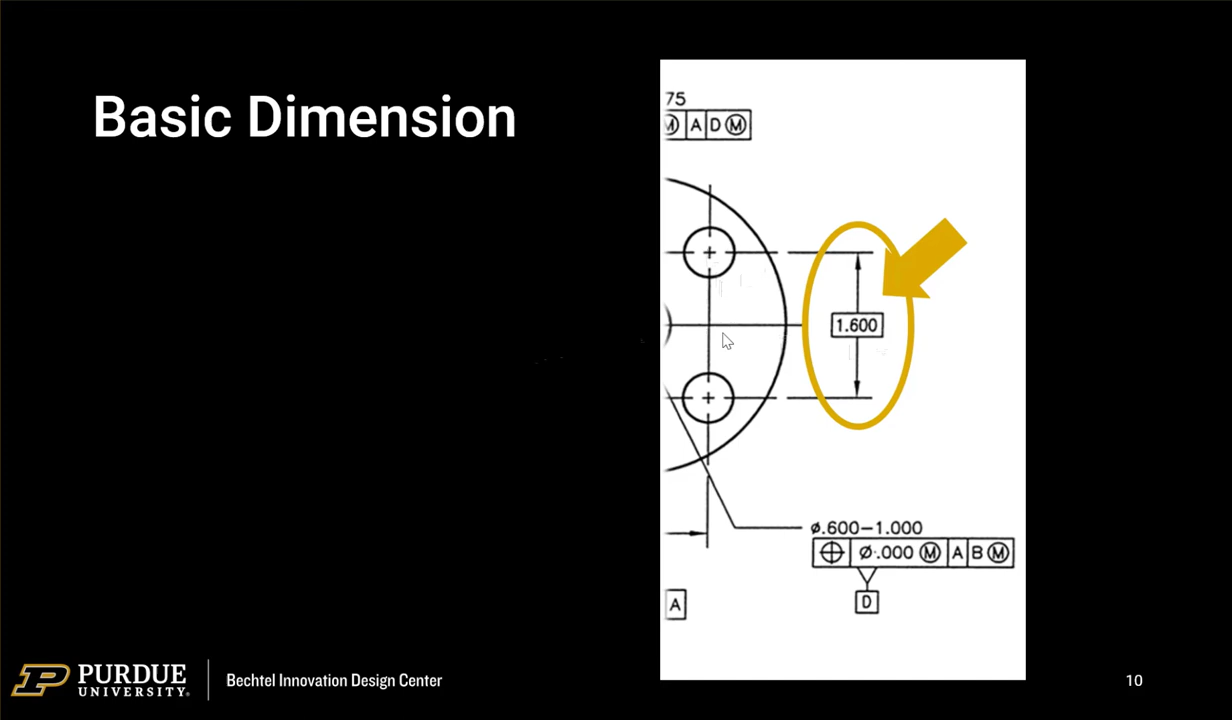 Basic Dimension
75
Ⓜ A D Ⓜ
1.600
⌀.600-1.000
⌖ ⌀.000 Ⓜ A B Ⓜ
D
A
PURDUE
UNIVERSITY®
Bechtel Innovation Design Center
10